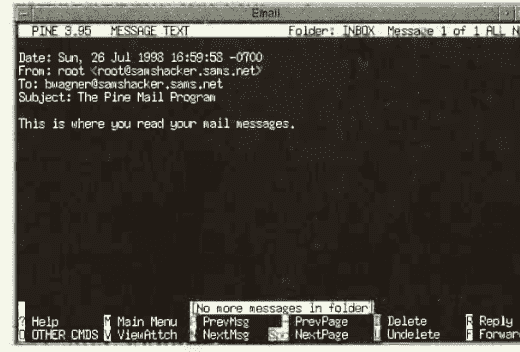 Email
PINE 3.95 MESSAGE TEXT Folder: INBOX Message 1 of 1 ALL
Date: Sun, 26 Jul 1998 16:59:58 -0700
From: root <root@samshacker.sams.net>
To: bwagner@samshacker.sams.net
Subject: The Pine Mail Program
This is where you read your mail messages.
[No more messages in folder]
? Help M Main Menu PrevMsg PrevPage Delete R Reply
O OTHER CMDS V ViewAttch NextMsg NextPage Undelete F Forwar